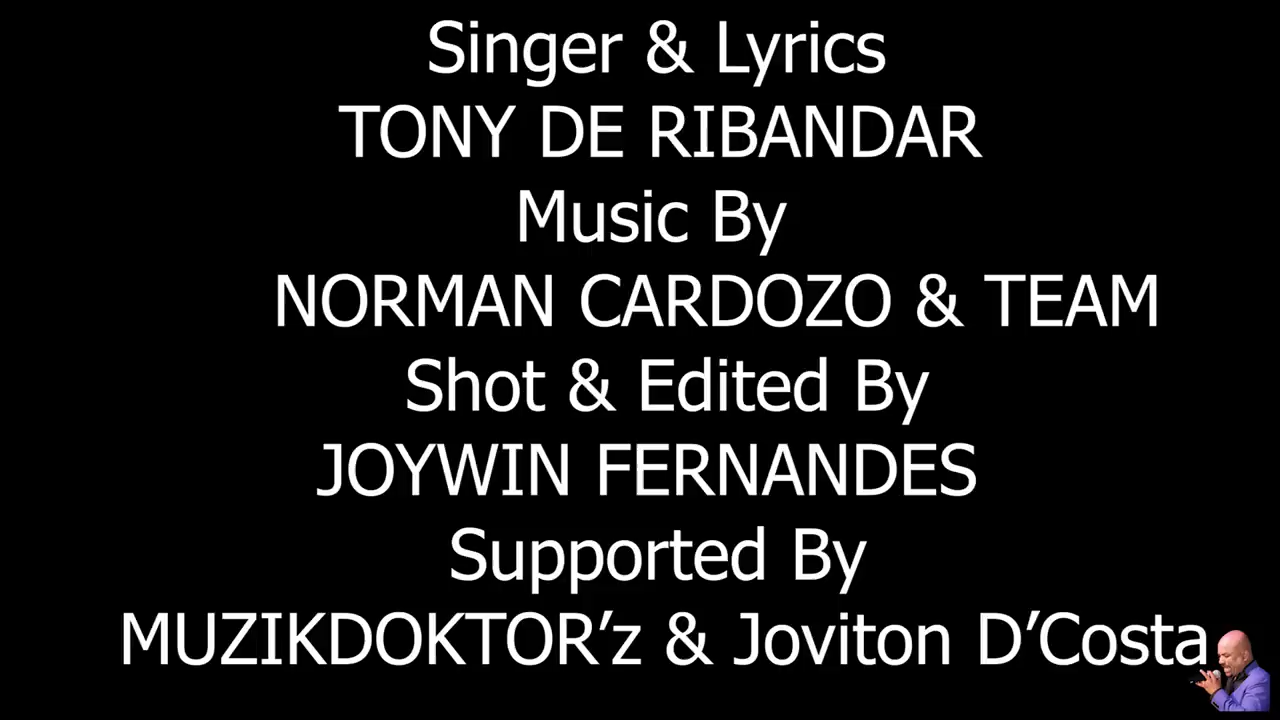 Singer & Lyrics
TONY DE RIBANDAR
Music By
NORMAN CARDOZO & TEAM
Shot & Edited By
JOYWIN FERNANDES
Supported By
MUZIKDOKTOR’z & Joviton D’Costa